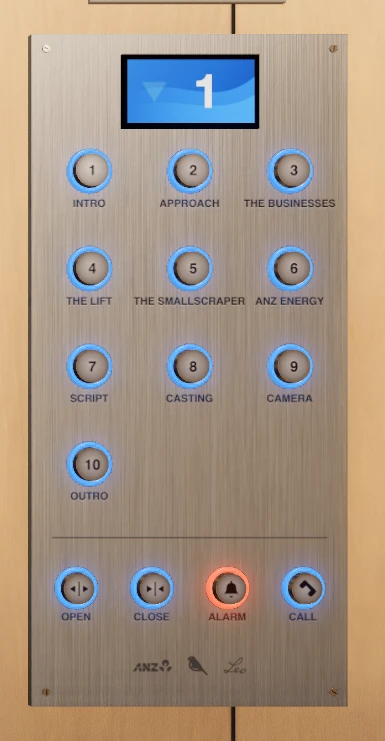 1
1
2
3
INTRO
APPROACH
THE BUSINESSES
4
5
6
THE LIFT
THE SMALLSCRAPER
ANZ ENERGY
7
8
9
SCRIPT
CASTING
CAMERA
10
OUTRO
OPEN
CLOSE
ALARM
CALL
ANZ
Leo